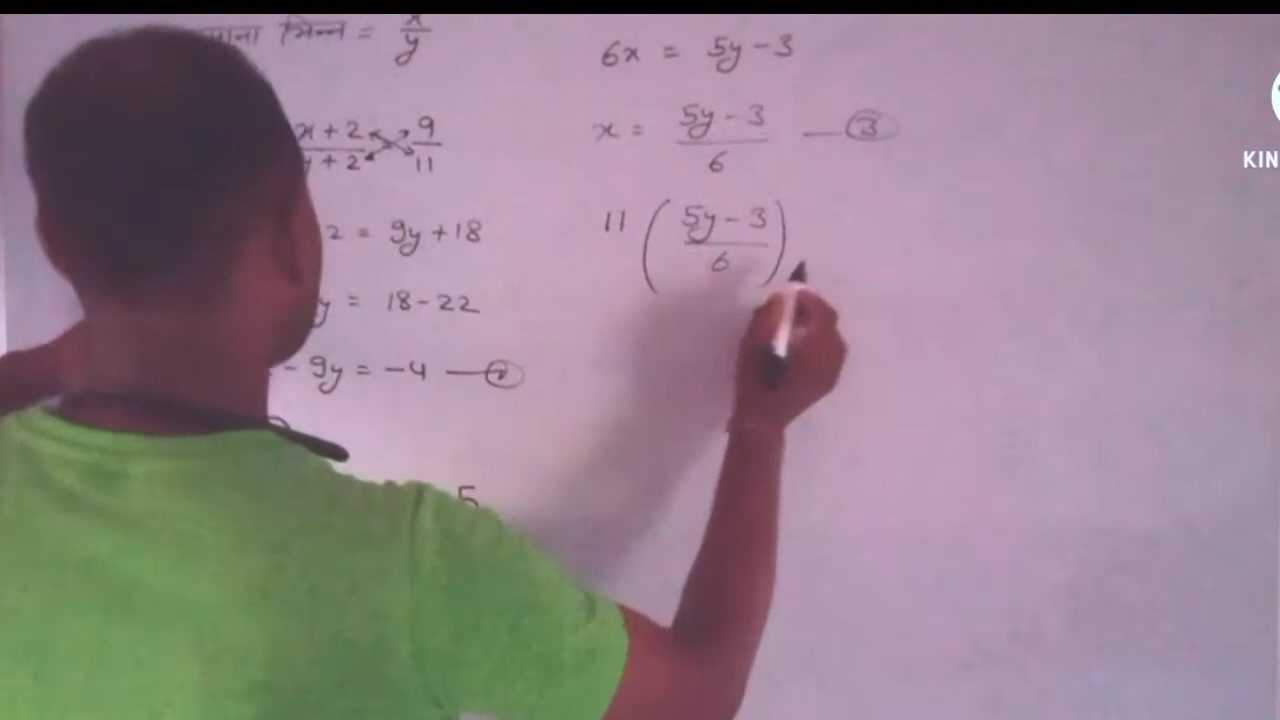 माना भिन्न = x/y
x + 2 / y + 2 9/11
2 = 9y + 18
y = 18 - 22
- 9y = -4 — ②
5
6x = 5y - 3
x = 5y - 3 / 6 — ③
11 ( 5y - 3 / 6 )
KIN